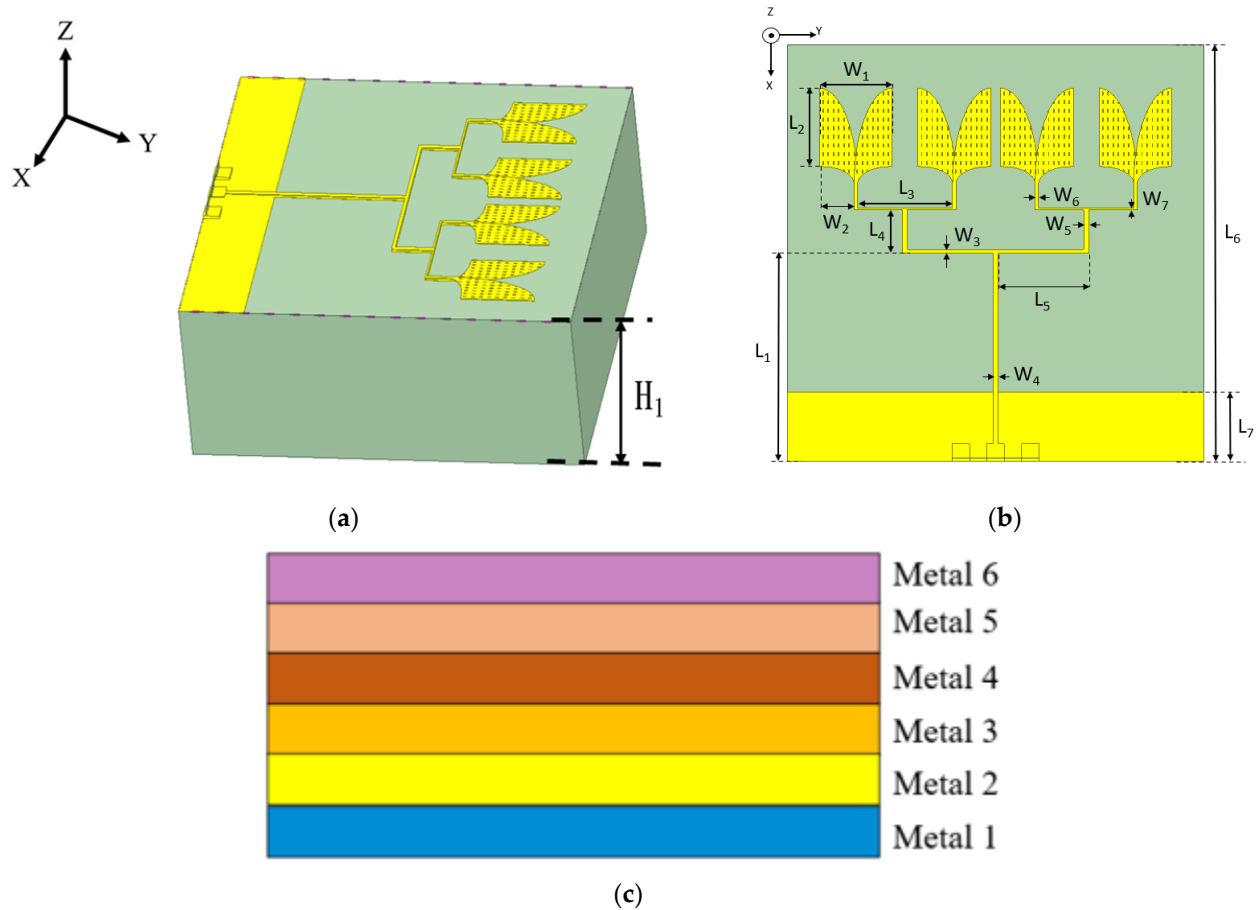 Z
Y
X
H₁
(a)
Z
Y
X
W₁
L₂
L₃
W₆
W₇
W₂
L₄
W₃
W₅
L₆
L₅
L₁
W₄
L₇
(b)
Metal 6
Metal 5
Metal 4
Metal 3
Metal 2
Metal 1
(c)